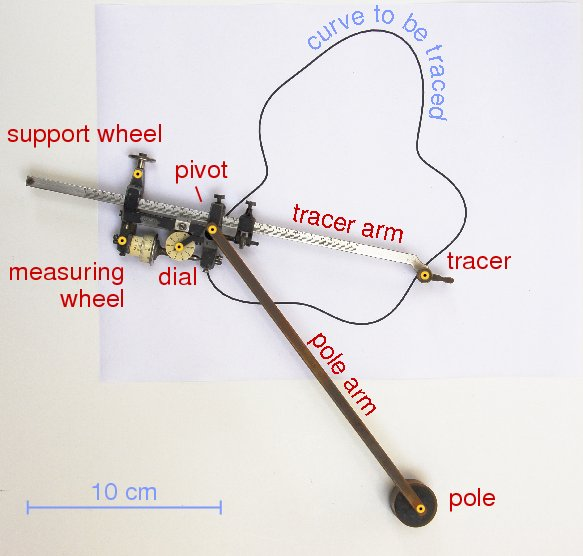 curve to be traced
support wheel
pivot
tracer arm
tracer
measuring
wheel
dial
pole arm
10 cm
pole